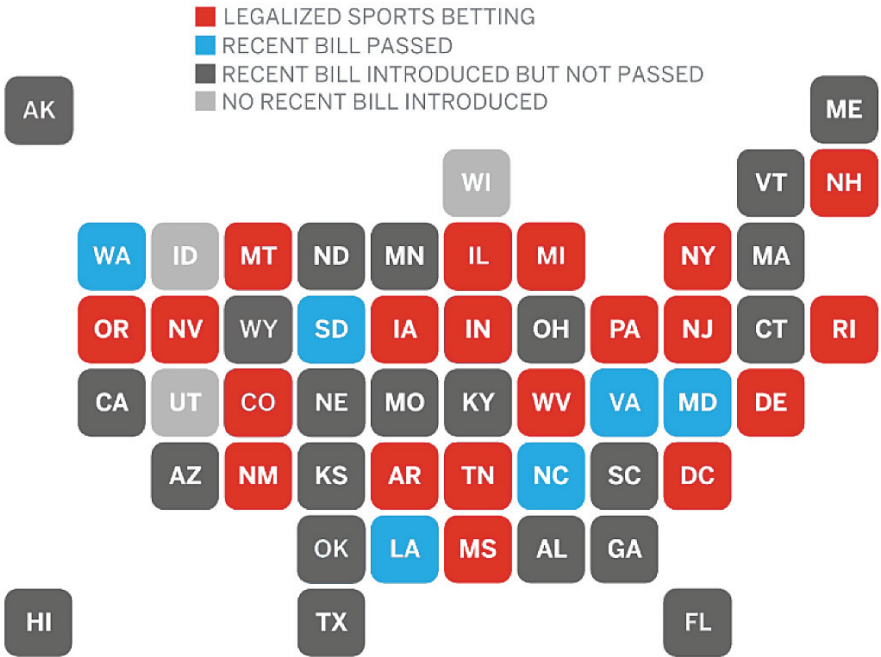 LEGALIZED SPORTS BETTING
RECENT BILL PASSED
RECENT BILL INTRODUCED BUT NOT PASSED
NO RECENT BILL INTRODUCED
AK ME
WI VT NH
WA ID MT ND MN IL MI NY MA
OR NV WY SD IA IN OH PA NJ CT RI
CA UT CO NE MO KY WV VA MD DE
AZ NM KS AR TN NC SC DC
OK LA MS AL GA
HI TX FL